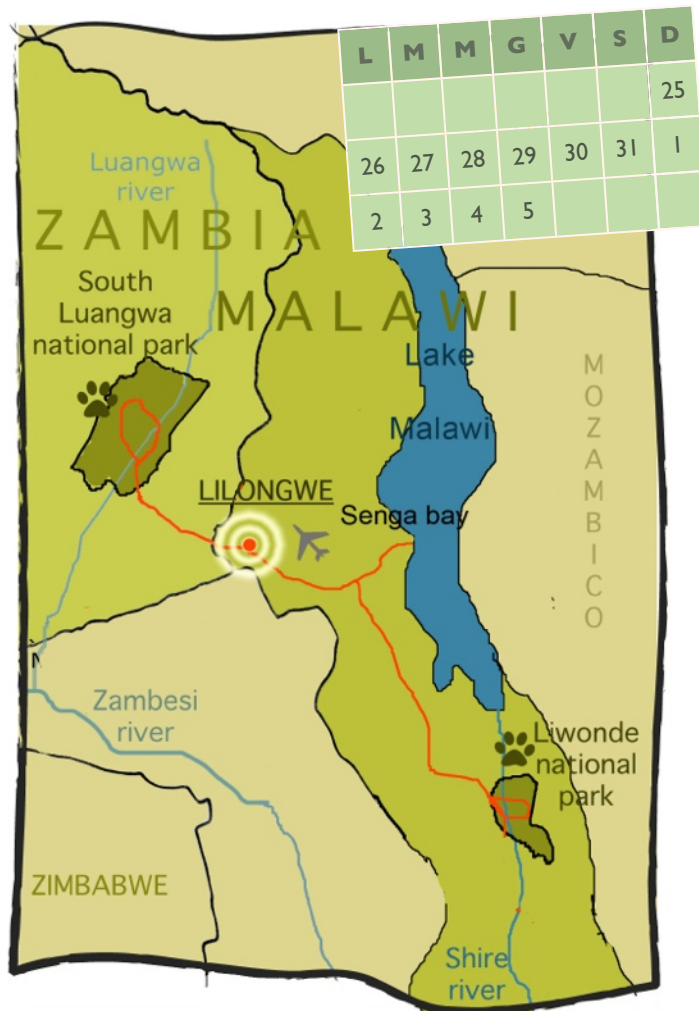 L M M G V S D
25
26 27 28 29 30 31 1
2 3 4 5
Luangwa
river
ZAMBIA
South
Luangwa
national park
MALAWI
Lake
Malawi
MOZAMBICO
LILONGWE
Senga bay
N
Zambesi
river
Liwonde
national
park
ZIMBABWE
Shire
river